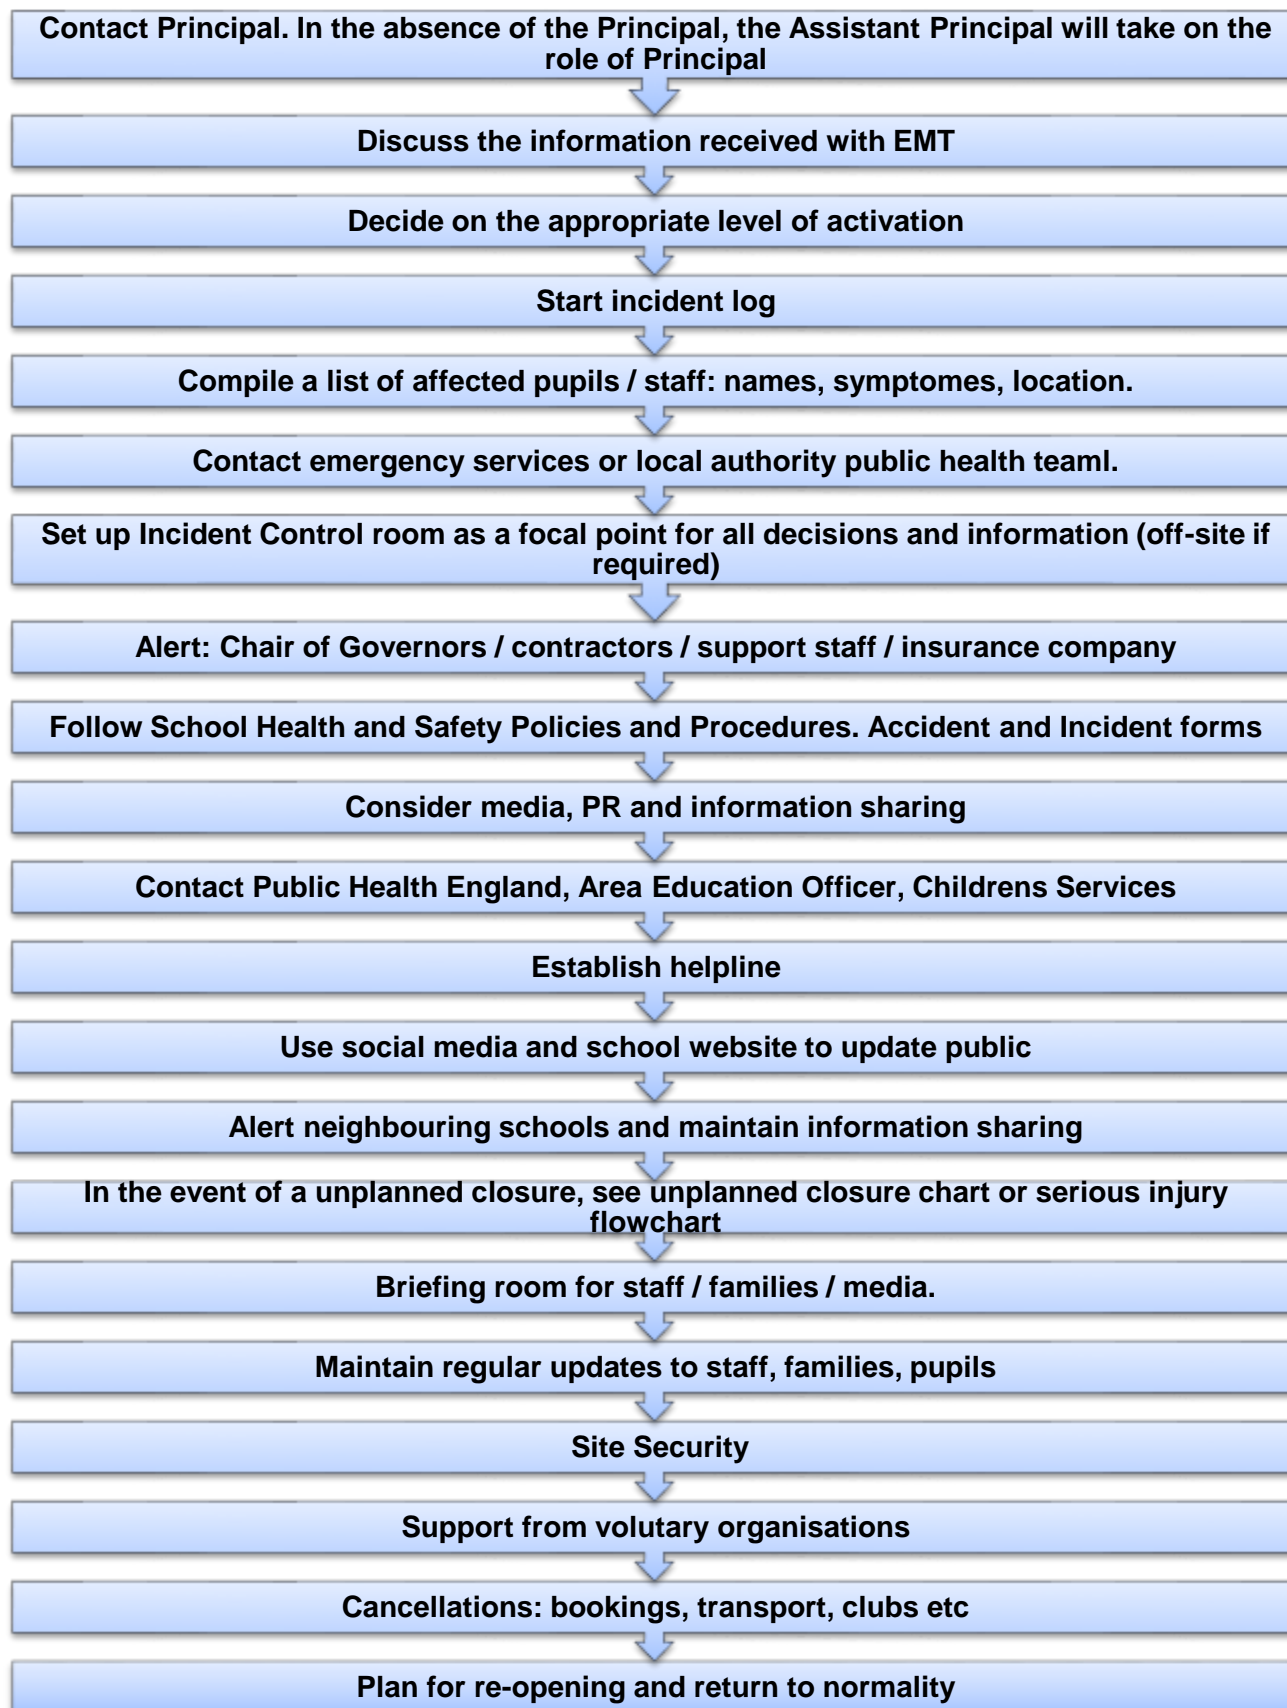 Contact Principal. In the absence of the Principal, the Assistant Principal will take on the
role of Principal
Discuss the information received with EMT
Decide on the appropriate level of activation
Start incident log
Compile a list of affected pupils / staff: names, symptomes, location.
Contact emergency services or local authority public health teaml.
Set up Incident Control room as a focal point for all decisions and information (off-site if
required)
Alert: Chair of Governors / contractors / support staff / insurance company
Follow School Health and Safety Policies and Procedures. Accident and Incident forms
Consider media, PR and information sharing
Contact Public Health England, Area Education Officer, Childrens Services
Establish helpline
Use social media and school website to update public
Alert neighbouring schools and maintain information sharing
In the event of a unplanned closure, see unplanned closure chart or serious injury
flowchart
Briefing room for staff / families / media.
Maintain regular updates to staff, families, pupils
Site Security
Support from volutary organisations
Cancellations: bookings, transport, clubs etc
Plan for re-opening and return to normality